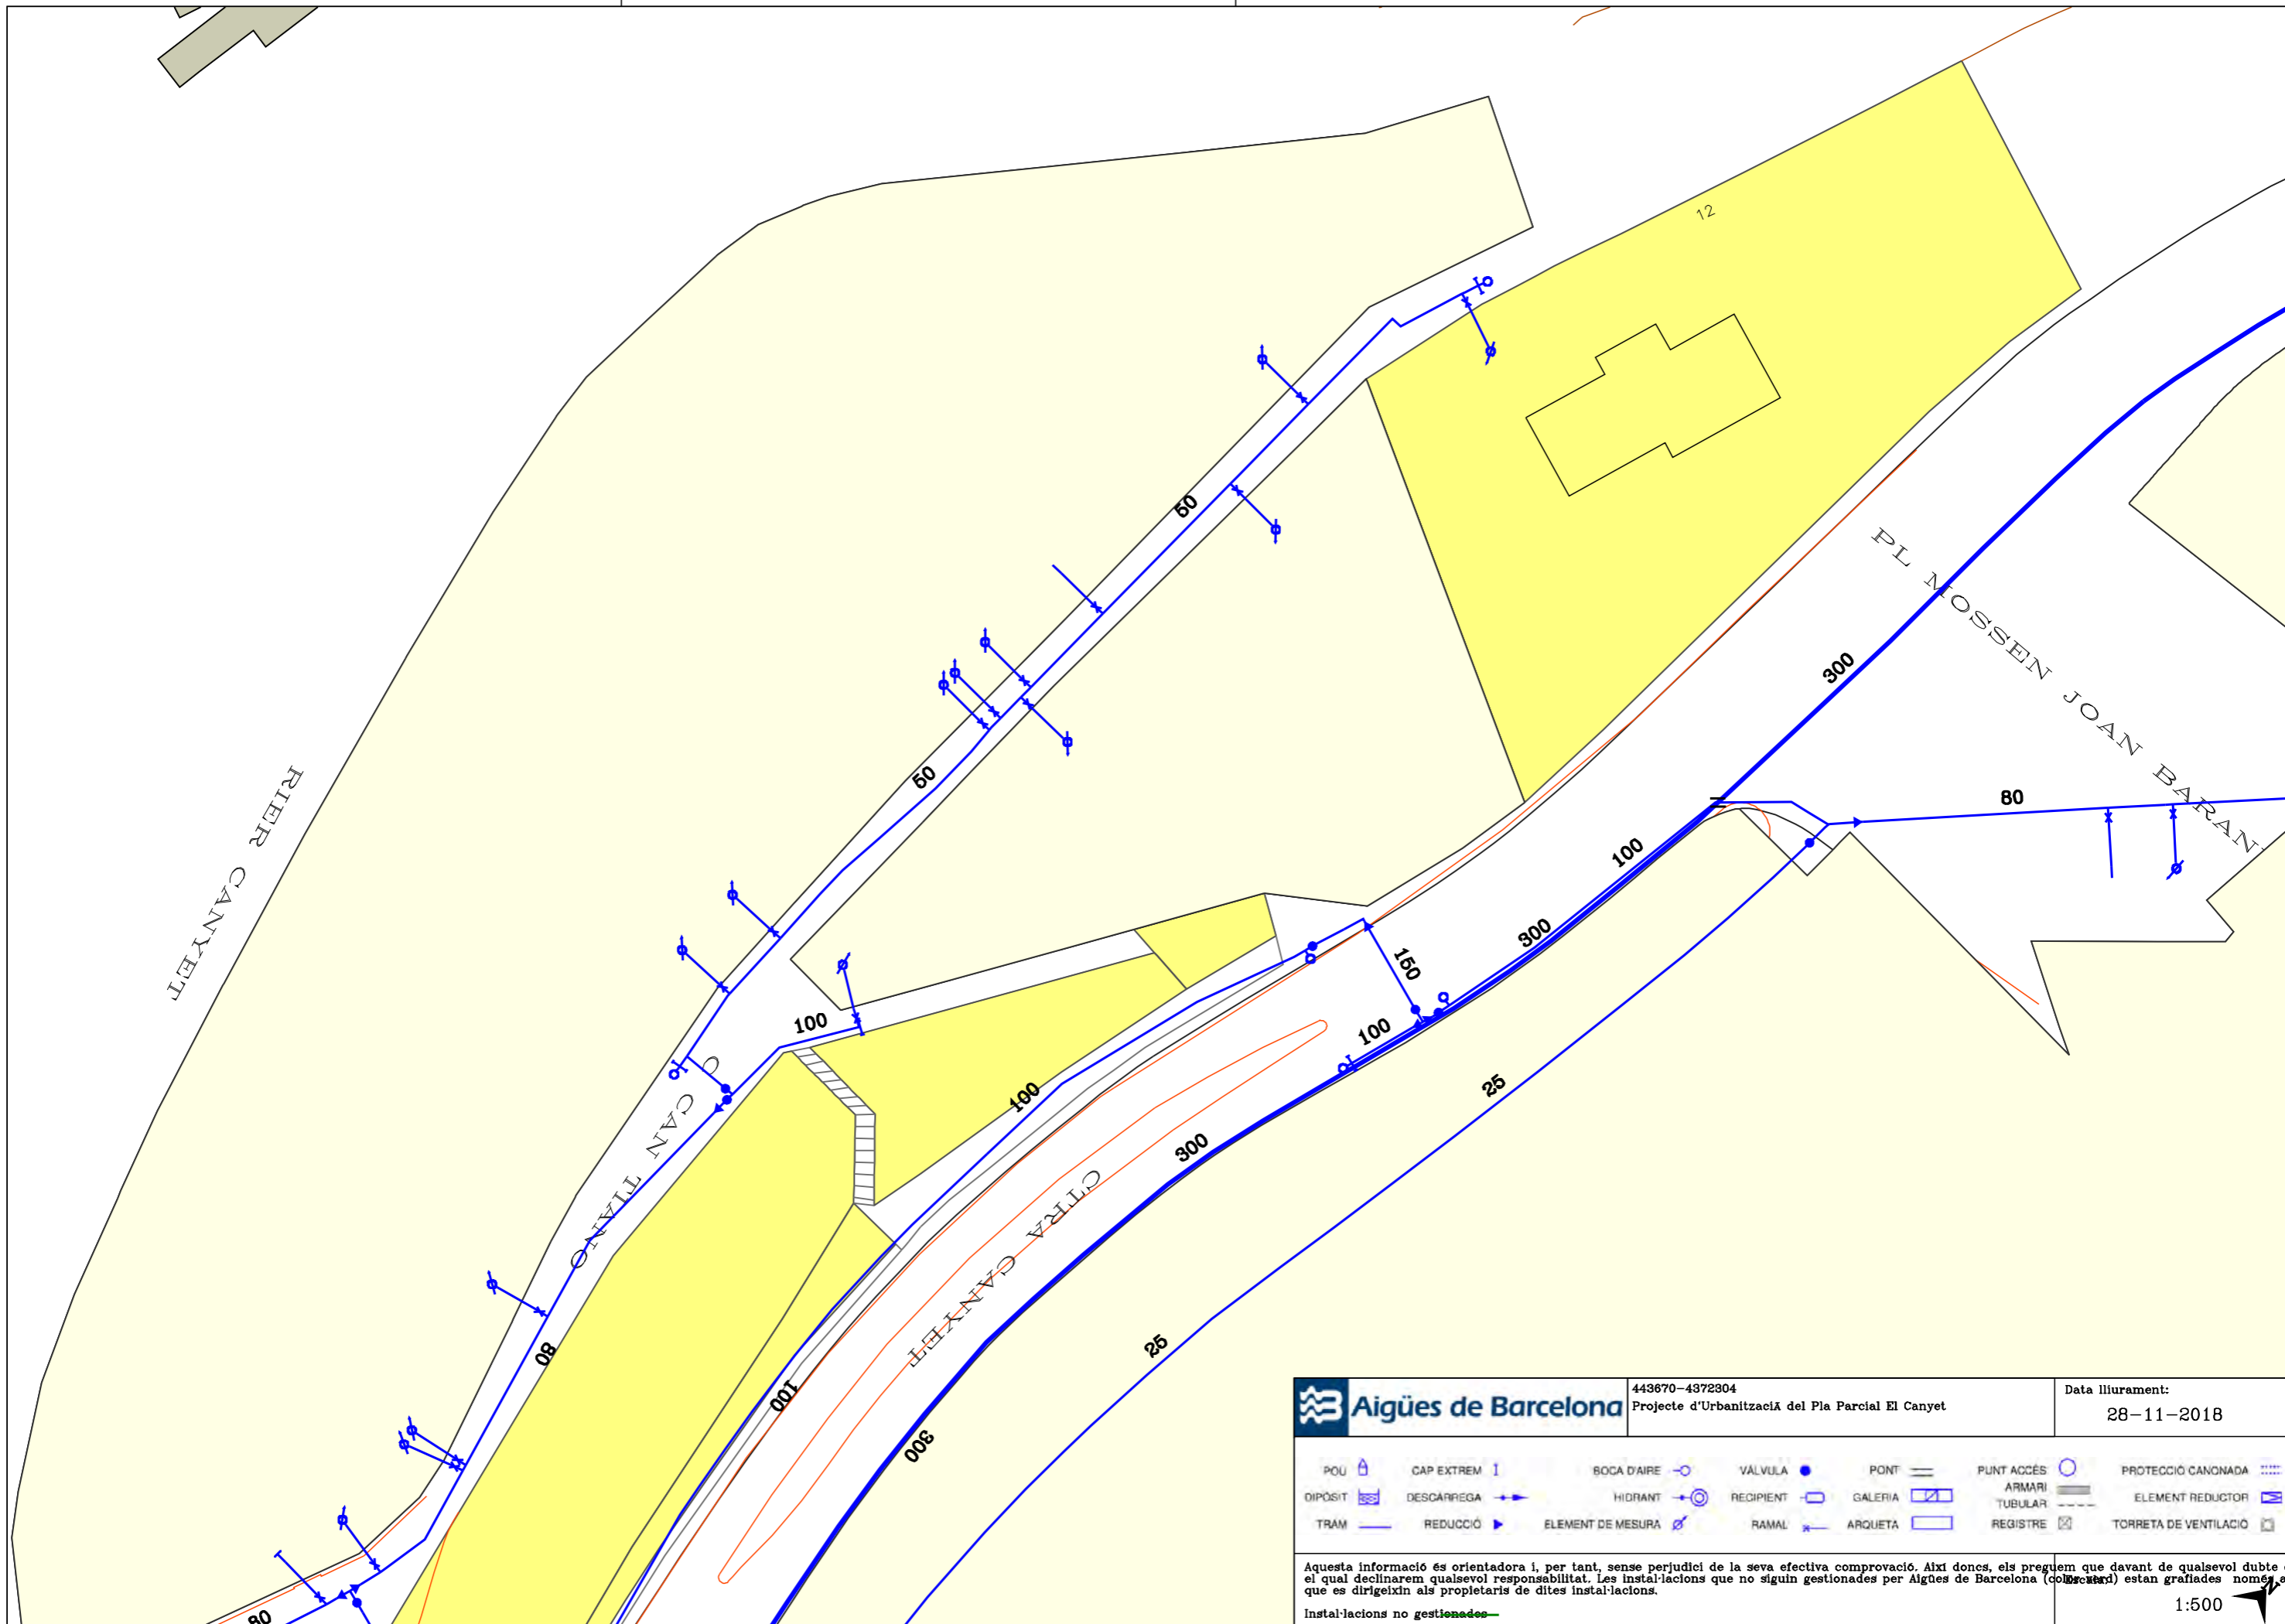 12
50
50
RIER CANYET
C CAN TIANO
100
80
80
100
100
CTRA CANYET
300
300
150
100
300
100
300
25
25
80
PL MOSSEN JOAN BARAN
Aigües de Barcelona
443670-4372304
Projecte d'UrbanitzaciÃ del Pla Parcial El Canyet
Data lliurament:
28-11-2018
POU CAP EXTREM BOCA D'AIRE VÀLVULA PONT PUNT ACCÉS PROTECCIÓ CANONADA
DIPÒSIT DESCÀRREGA HIDRANT RECIPIENT GALERIA ARMARI TUBULAR ELEMENT REDUCTOR
TRAM REDUCCIÓ ELEMENT DE MESURA RAMAL ARQUETA REGISTRE TORRETA DE VENTILACIÓ
Aquesta informació és orientadora i, per tant, sense perjudici de la seva efectiva comprovació. Així doncs, els preguem que davant de qualsevol dubte
el qual declinarem qualsevol responsabilitat. Les instal·lacions que no siguin gestionades per Aigües de Barcelona (color verd) estan grafiades només a
que es dirigeixin als propietaris de dites instal·lacions.
Instal·lacions no gestionades
Escala:
1:500
N